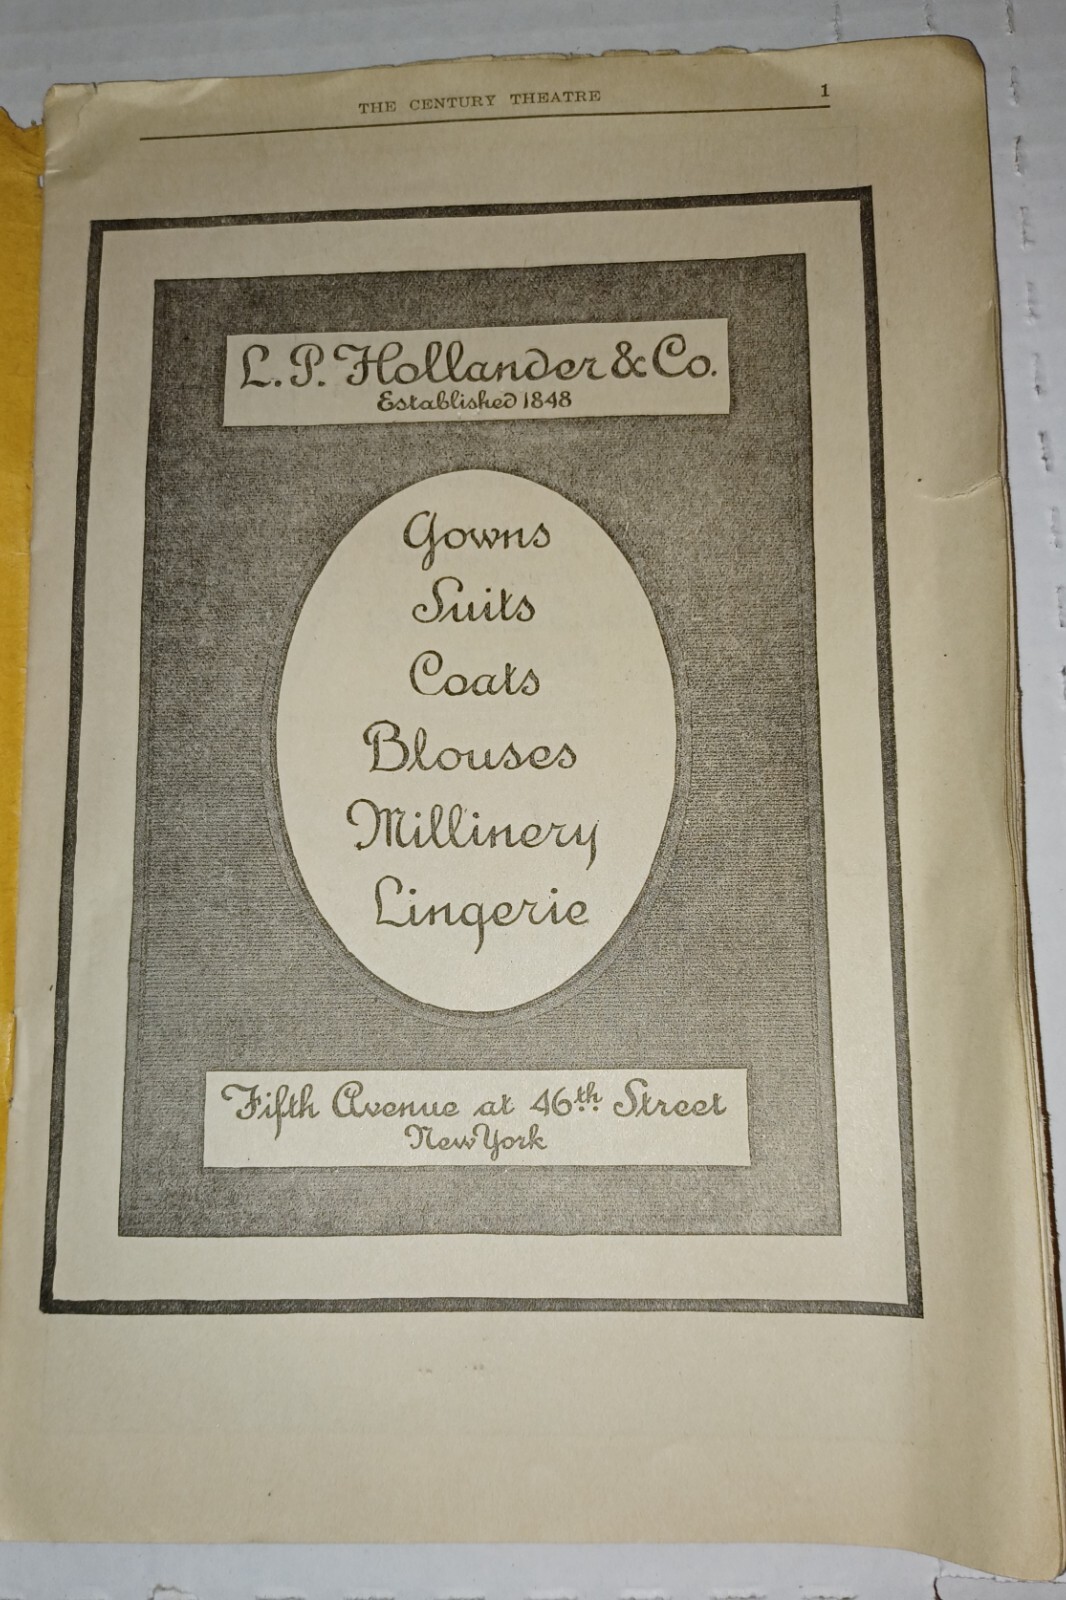 THE CENTURY THEATRE 1
L. P. Hollander & Co.
Established 1848
Gowns
Suits
Coats
Blouses
Millinery
Lingerie
Fifth Avenue at 46th Street
New York